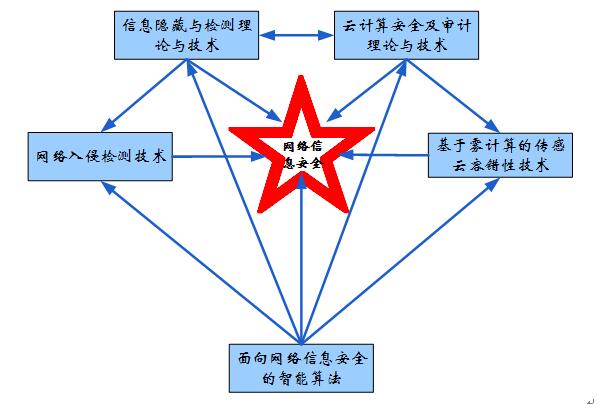 信息隐藏与检测理
论与技术
云计算安全及审计
理论与技术
网络入侵检测技术
网络信
息安全
基于雾计算的传感
云容错性技术
面向网络信息安全
的智能算法